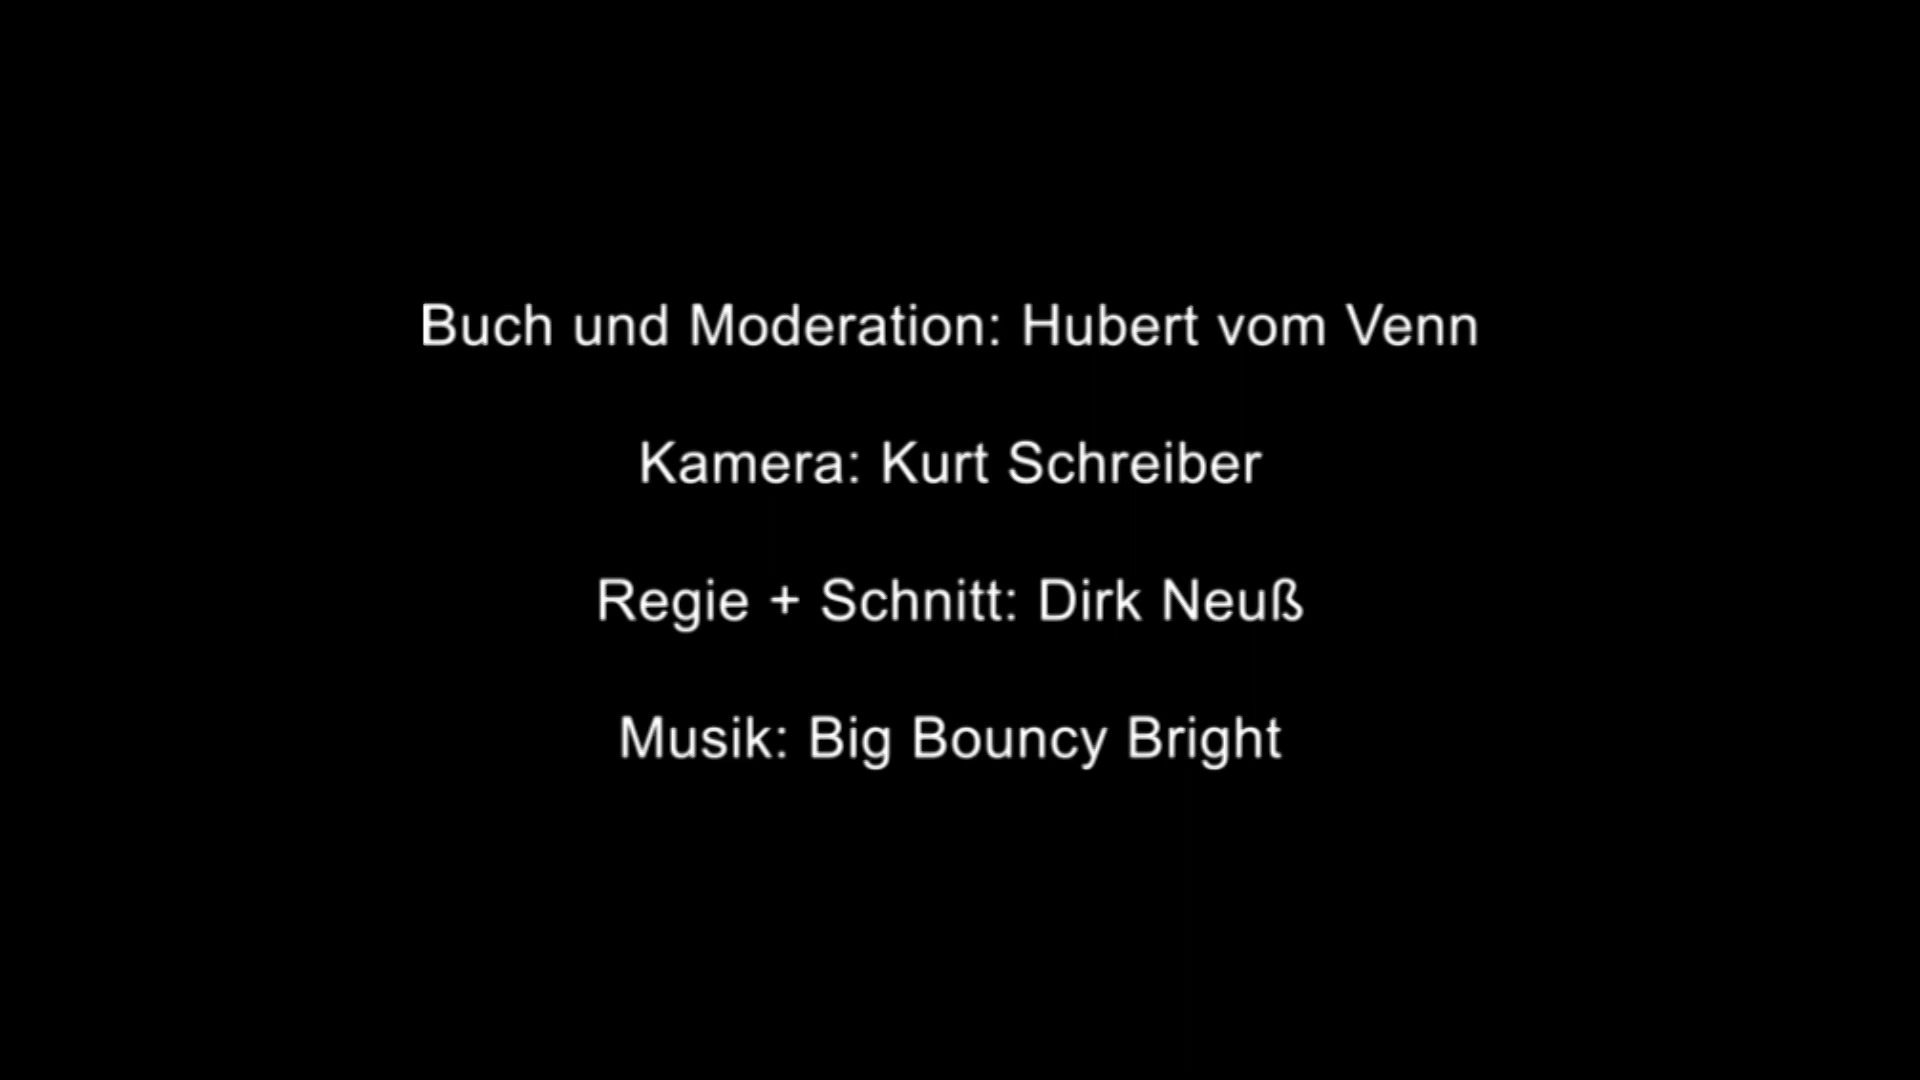 Buch und Moderation: Hubert vom Venn
Kamera: Kurt Schreiber
Regie + Schnitt: Dirk Neuß
Musik: Big Bouncy Bright